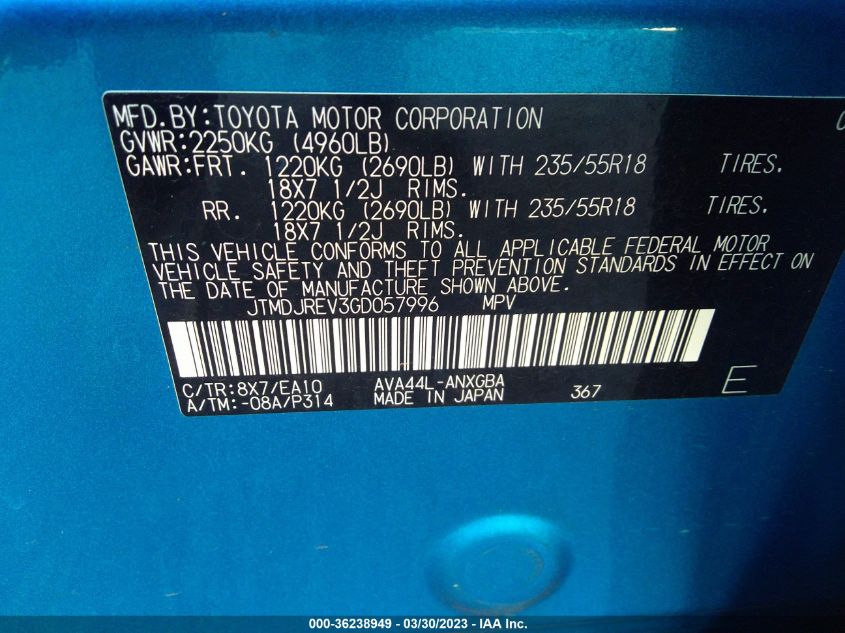 MFD.BY:TOYOTA MOTOR CORPORATION
GVWR:2250KG (4960LB)
GAWR:FRT. 1220KG (2690LB) WITH 235/55R18 TIRES.
18X7 1/2J RIMS.
RR. 1220KG (2690LB) WITH 235/55R18 TIRES.
18X7 1/2J RIMS.
THIS VEHICLE CONFORMS TO ALL APPLICABLE FEDERAL MOTOR
VEHICLE SAFETY AND THEFT PREVENTION STANDARDS IN EFFECT ON
THE DATE OF MANUFACTURE SHOWN ABOVE.
JTMDJREV3GD057996 MPV
C/TR:8X7/EA10 AVA44L-ANXGBA
A/TM:-08A/P314 MADE IN JAPAN 367 E
000-36238949 - 03/30/2023 - IAA Inc.